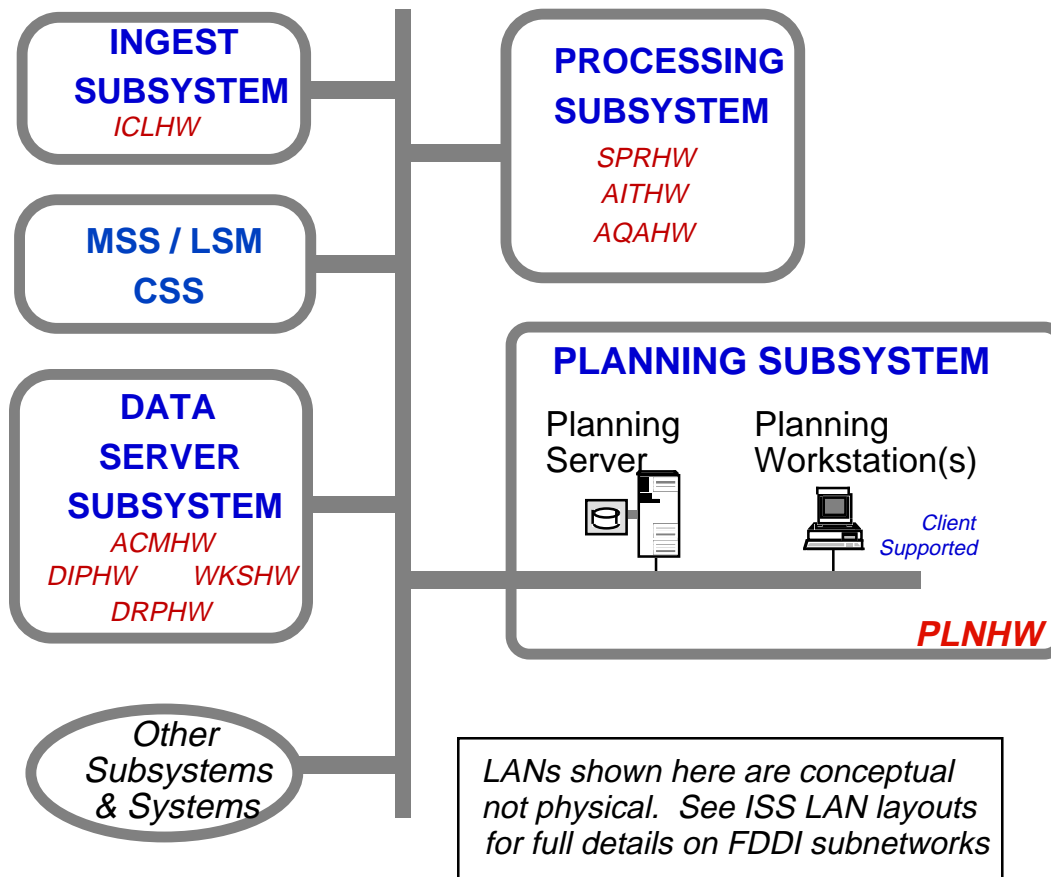 INGEST
SUBSYSTEM
ICLHW
PROCESSING
SUBSYSTEM
SPRHW
AITHW
AQAHW
MSS / LSM
CSS
DATA
SERVER
SUBSYSTEM
ACMHW
DIPHW WKSHW
DRPHW
PLANNING SUBSYSTEM
Planning
Server
Planning
Workstation(s)
Client
Supported
PLNHW
Other
Subsystems
& Systems
LANs shown here are conceptual
not physical. See ISS LAN layouts
for full details on FDDI subnetworks